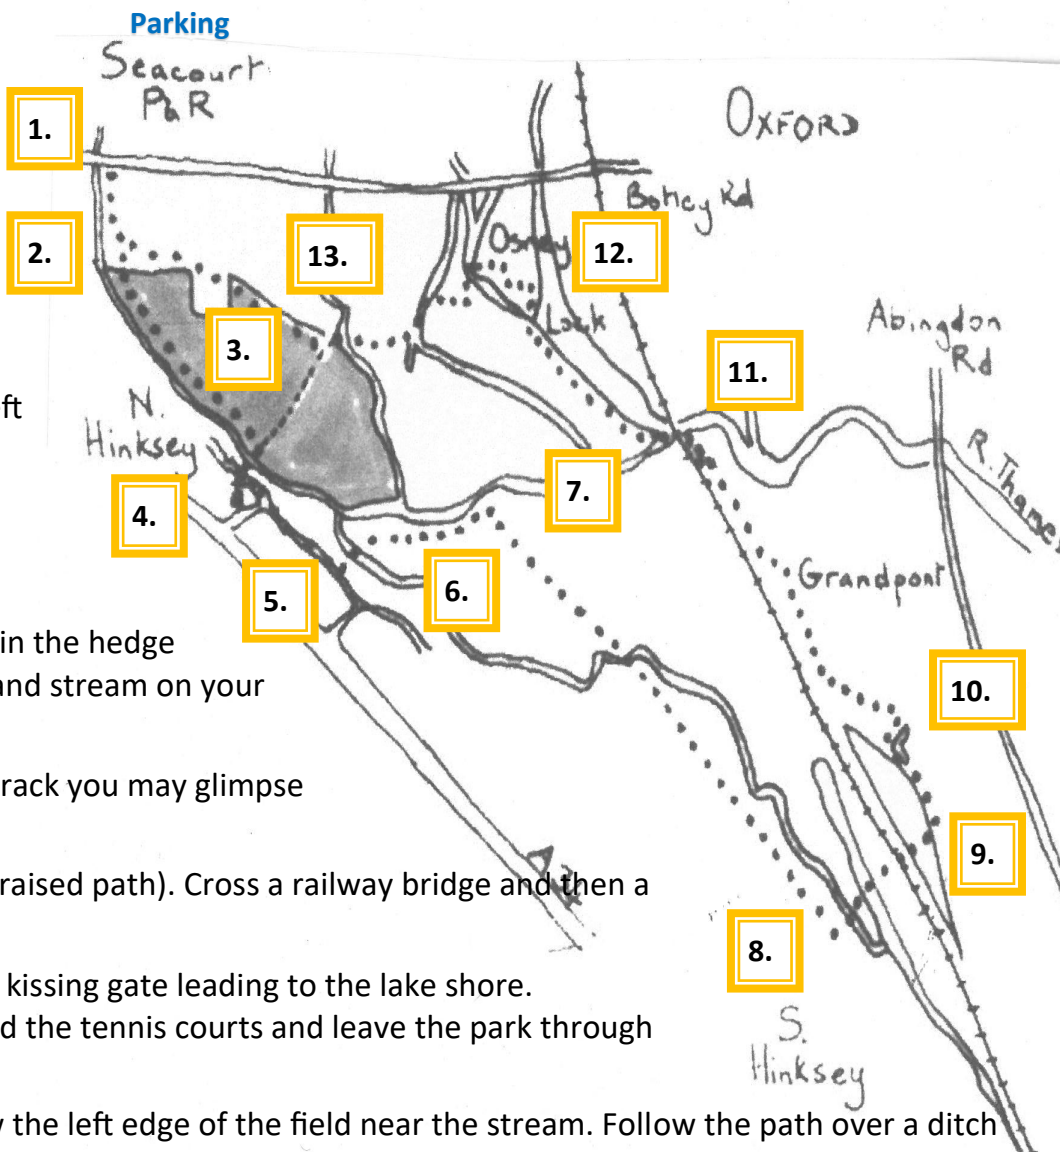 Parking
Seacourt
P&R
OXFORD
1.
Botley Rd
2.
Osney
12.
13.
Lock
Abingdon
Rd
3.
11.
ft
N.
Hinksey
R. Thames
7.
4.
Grandpont
6.
5.
in the hedge
and stream on your
10.
rack you may glimpse
9.
raised path). Cross a railway bridge and then a
8.
kissing gate leading to the lake shore.
d the tennis courts and leave the park through
S.
Hinksey
the left edge of the field near the stream. Follow the path over a ditch